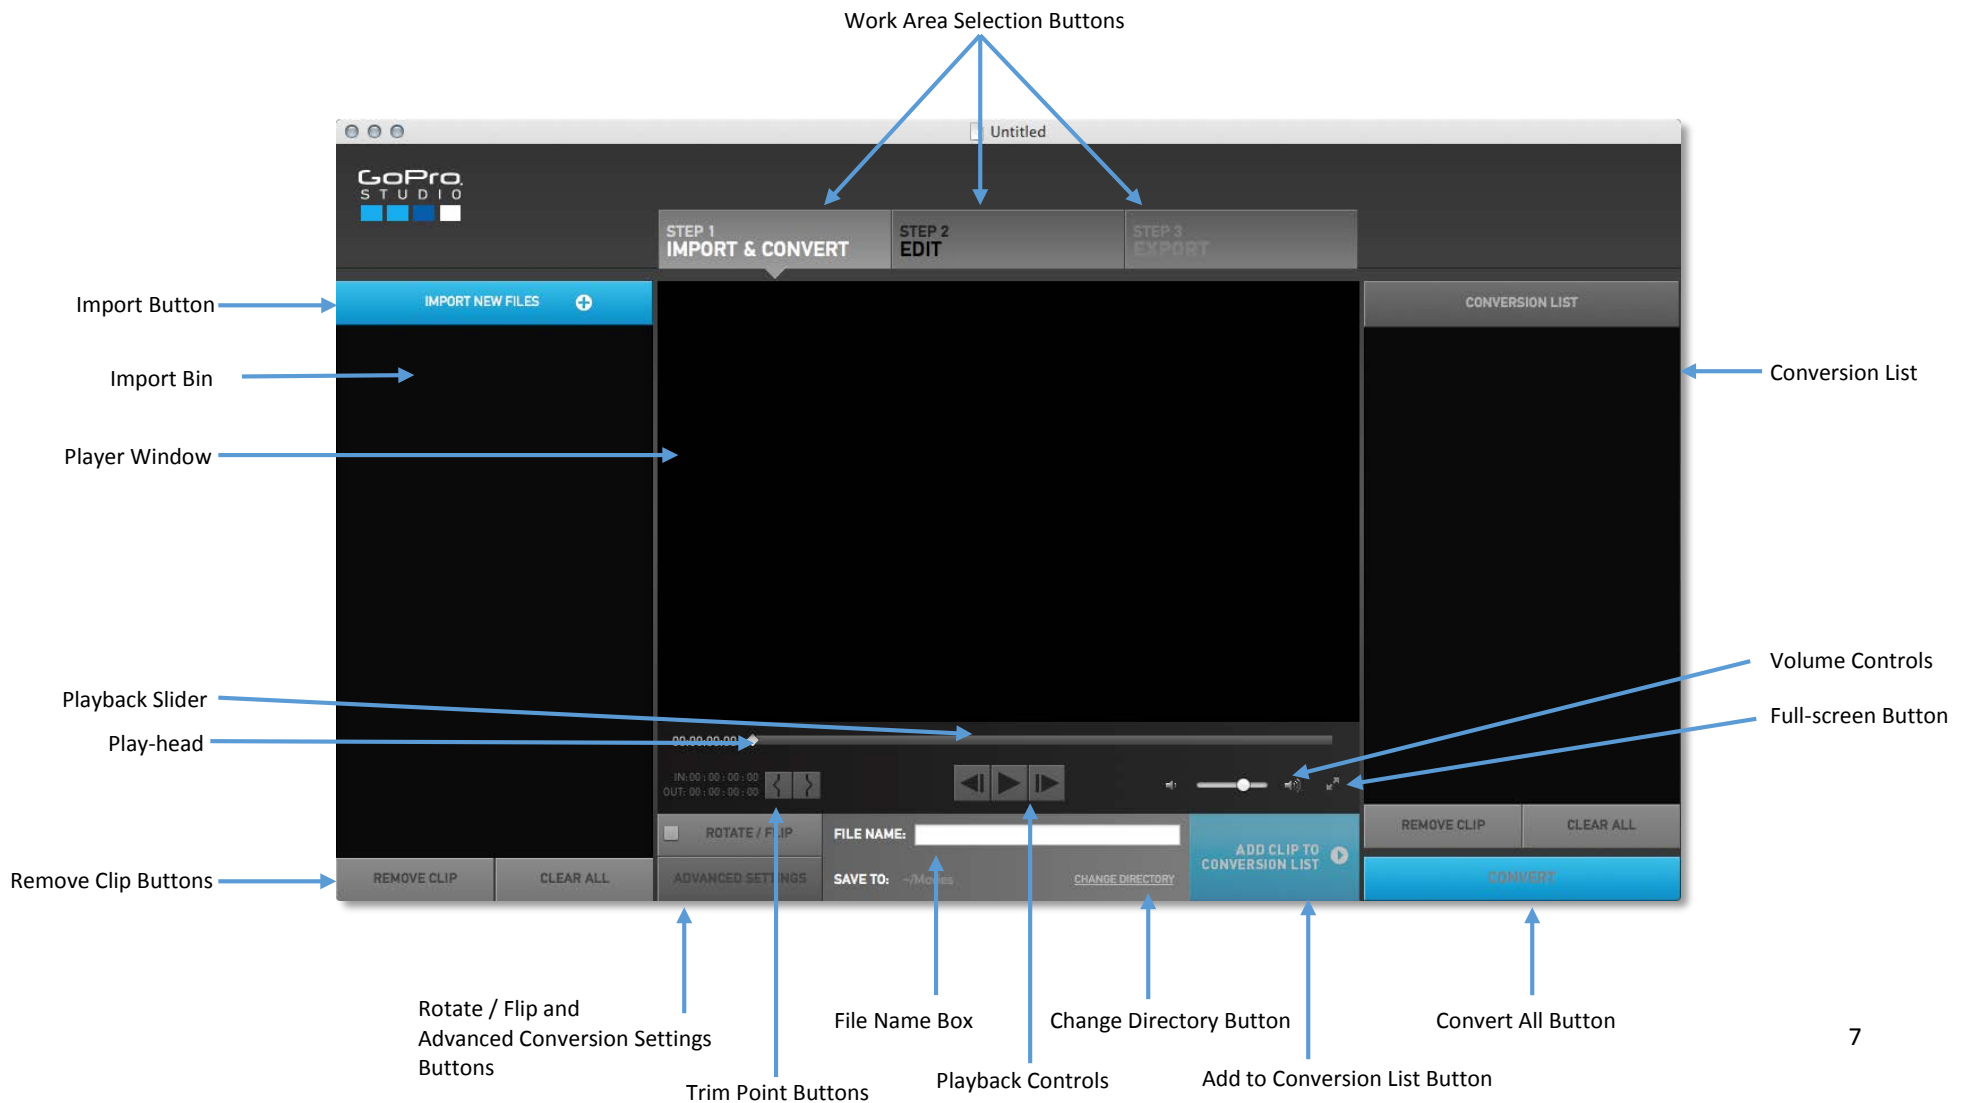 Work Area Selection Buttons
Untitled
GoPro
STUDIO
STEP 1
IMPORT & CONVERT
STEP 2
EDIT
STEP 3
EXPORT
Import Button
IMPORT NEW FILES
CONVERSION LIST
Import Bin
Conversion List
Player Window
Volume Controls
Playback Slider
Full-screen Button
Play-head
00:00:00:00
IN: 00 : 00 : 00 : 00
OUT: 00 : 00 : 00 : 00
ROTATE / FLIP
FILE NAME:
ADD CLIP TO
CONVERSION LIST
REMOVE CLIP
CLEAR ALL
Remove Clip Buttons
REMOVE CLIP
CLEAR ALL
ADVANCED SETTINGS
SAVE TO: ~/Movies
CHANGE DIRECTORY
CONVERT
Rotate / Flip and
Advanced Conversion Settings
Buttons
File Name Box
Change Directory Button
Convert All Button
7
Trim Point Buttons
Playback Controls
Add to Conversion List Button